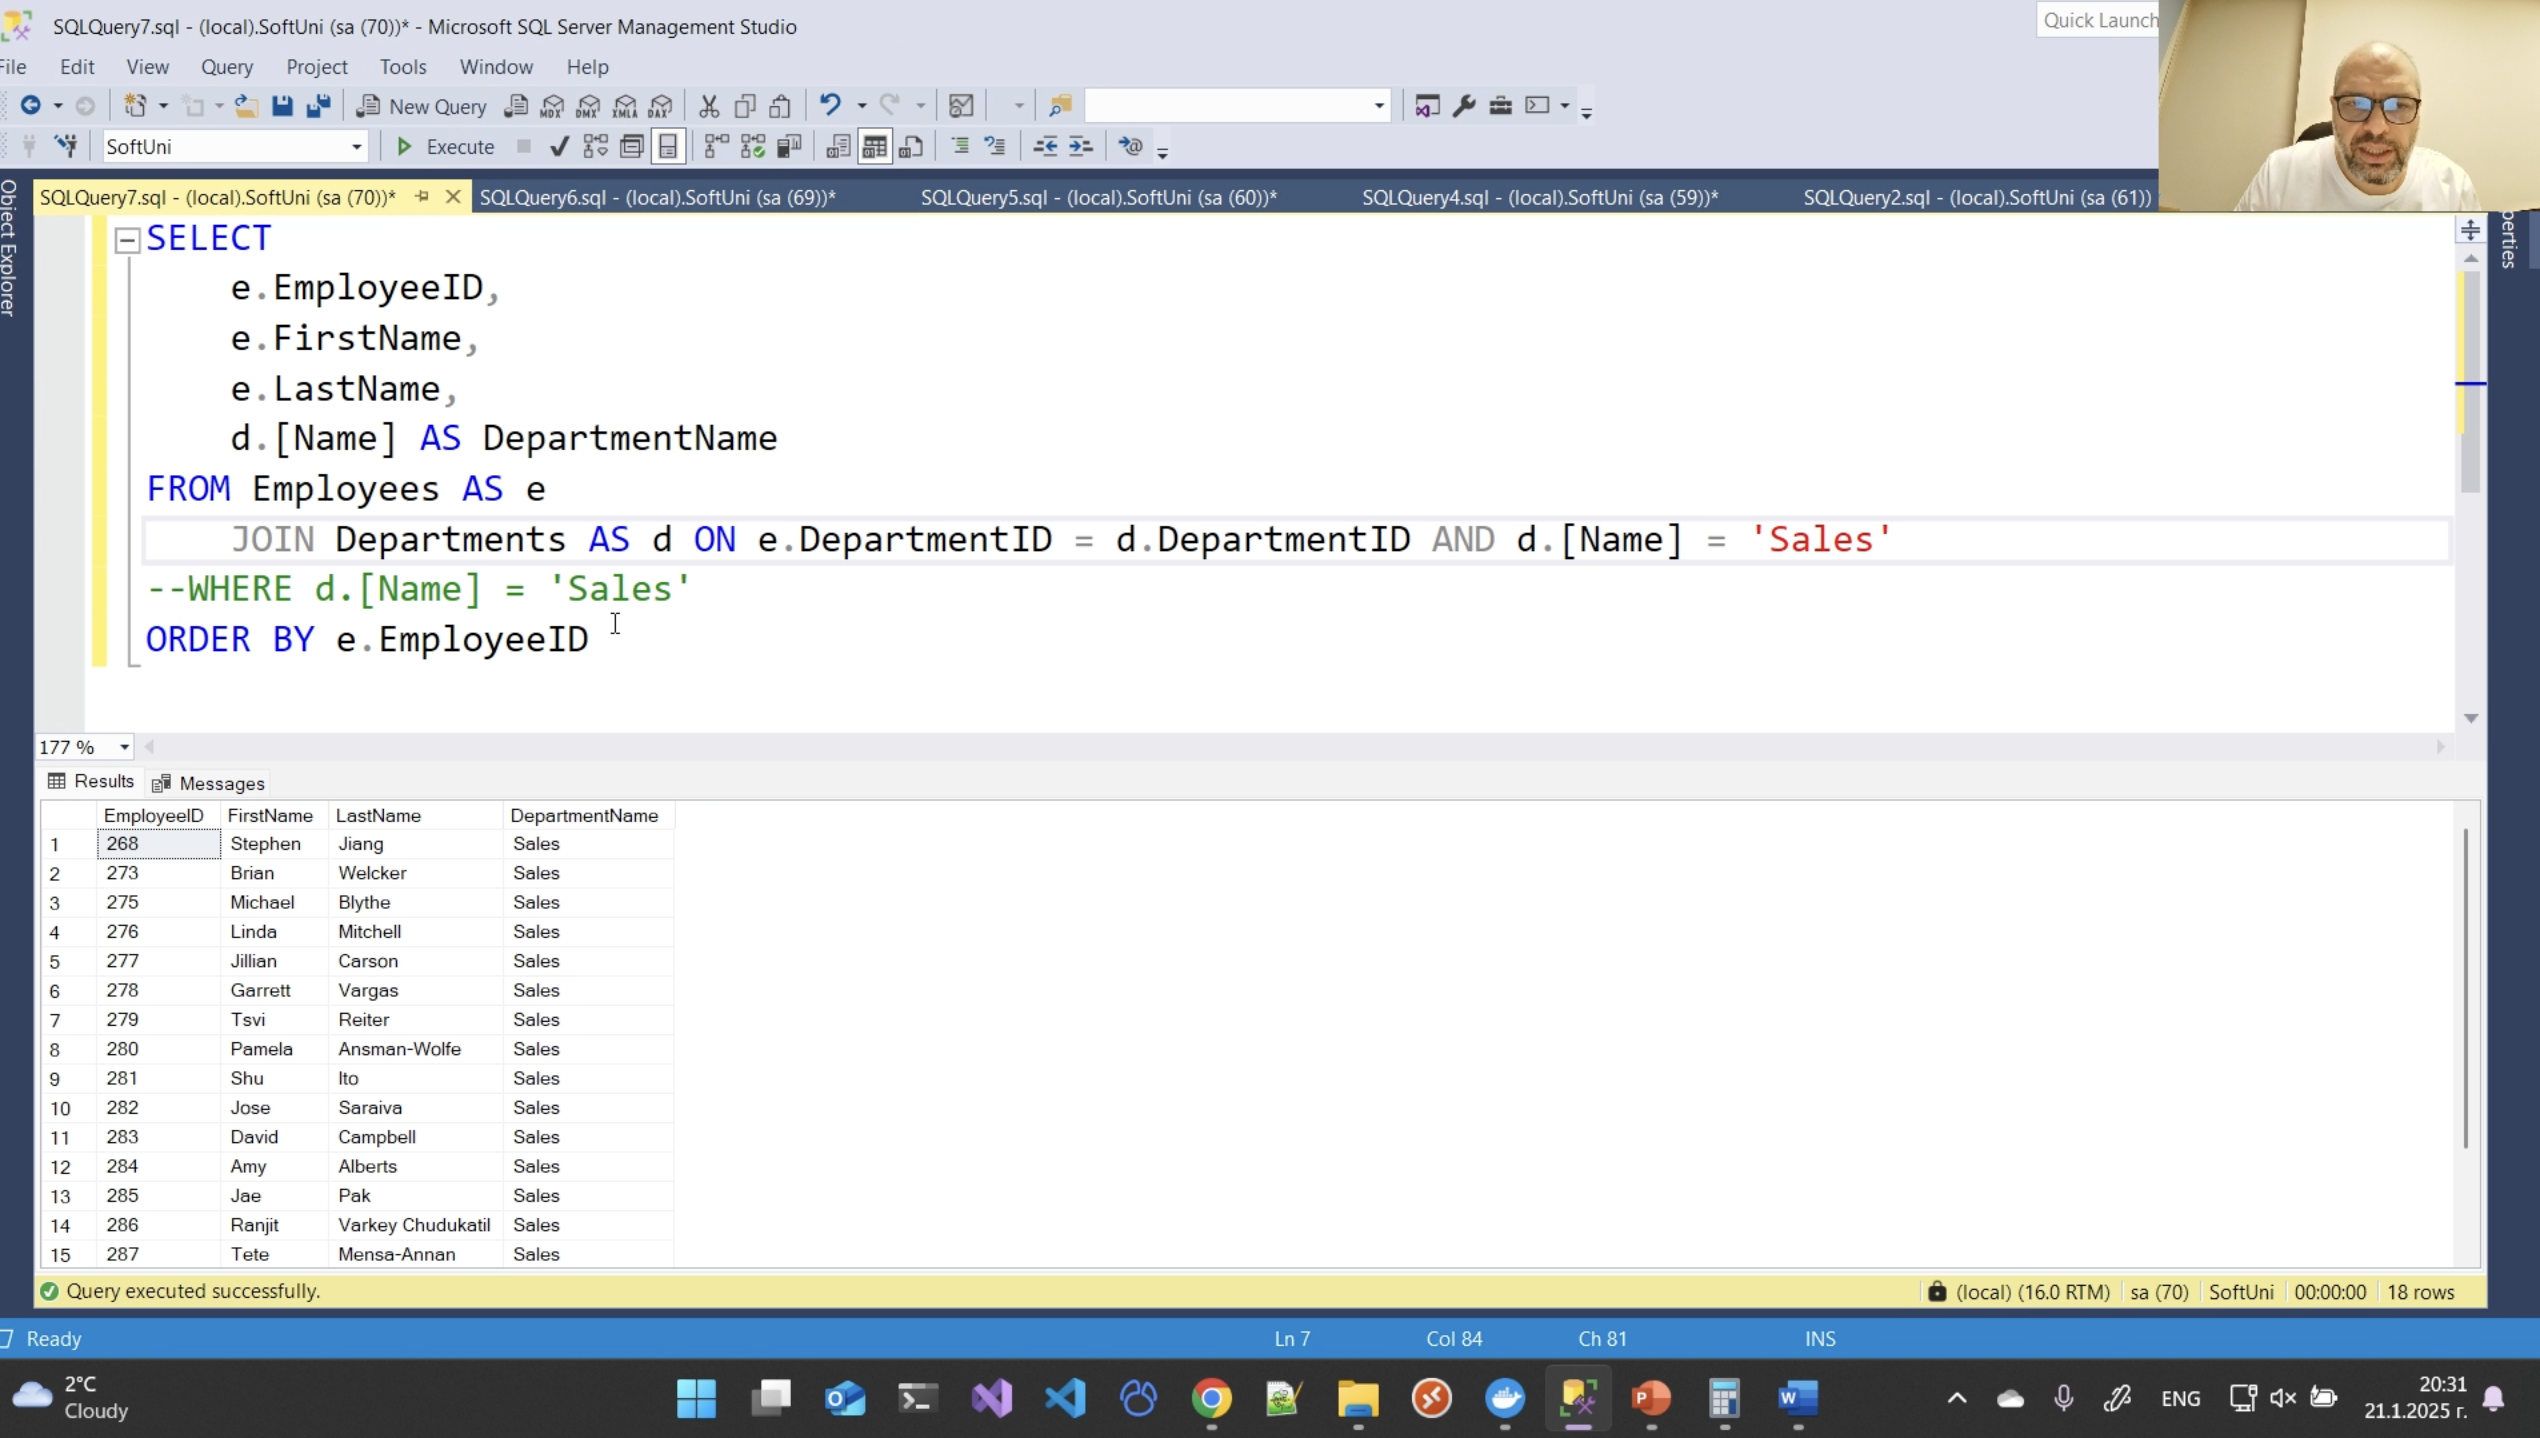 SQLQuery7.sql - (local).SoftUni (sa (70))* - Microsoft SQL Server Management Studio
Quick Launch
File Edit View Query Project Tools Window Help
New Query
MDX DMX XMLA DAX
SoftUni
Execute
SQLQuery7.sql - (local).SoftUni (sa (70))*
SQLQuery6.sql - (local).SoftUni (sa (69))*
SQLQuery5.sql - (local).SoftUni (sa (60))*
SQLQuery4.sql - (local).SoftUni (sa (59))*
SQLQuery2.sql - (local).SoftUni (sa (61))
Object Explorer
perties
SELECT
e.EmployeeID,
e.FirstName,
e.LastName,
d.[Name] AS DepartmentName
FROM Employees AS e
JOIN Departments AS d ON e.DepartmentID = d.DepartmentID AND d.[Name] = 'Sales'
--WHERE d.[Name] = 'Sales'
ORDER BY e.EmployeeID
177 %
Results Messages
EmployeeID FirstName LastName DepartmentName
1 268 Stephen Jiang Sales
2 273 Brian Welcker Sales
3 275 Michael Blythe Sales
4 276 Linda Mitchell Sales
5 277 Jillian Carson Sales
6 278 Garrett Vargas Sales
7 279 Tsvi Reiter Sales
8 280 Pamela Ansman-Wolfe Sales
9 281 Shu Ito Sales
10 282 Jose Saraiva Sales
11 283 David Campbell Sales
12 284 Amy Alberts Sales
13 285 Jae Pak Sales
14 286 Ranjit Varkey Chudukatil Sales
15 287 Tete Mensa-Annan Sales
Query executed successfully.
(local) (16.0 RTM) sa (70) SoftUni 00:00:00 18 rows
Ready
Ln 7 Col 84 Ch 81 INS
2°C
Cloudy
ENG
20:31
21.1.2025 г.